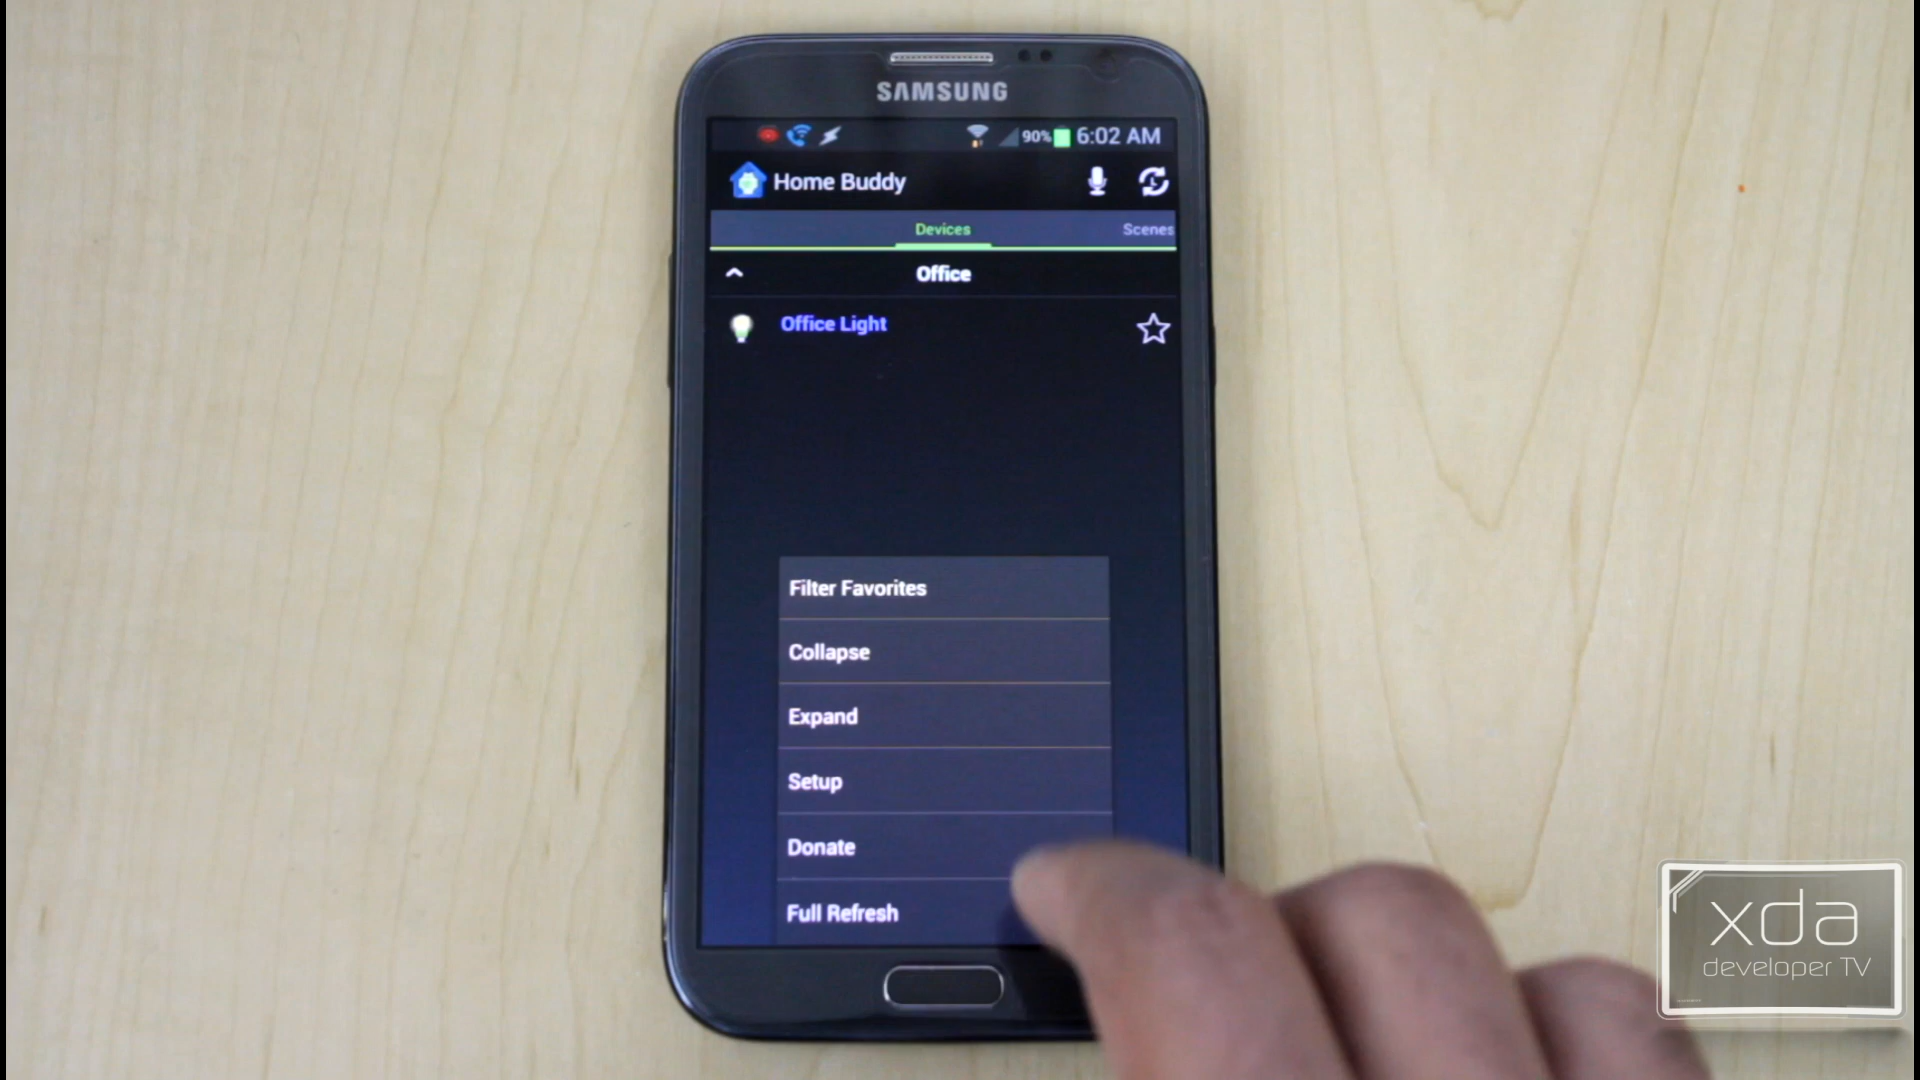 SAMSUNG
90% 6:02 AM
Home Buddy
Devices Scenes
Office
Office Light
Filter Favorites
Collapse
Expand
Setup
Donate
Full Refresh
xda
developer TV